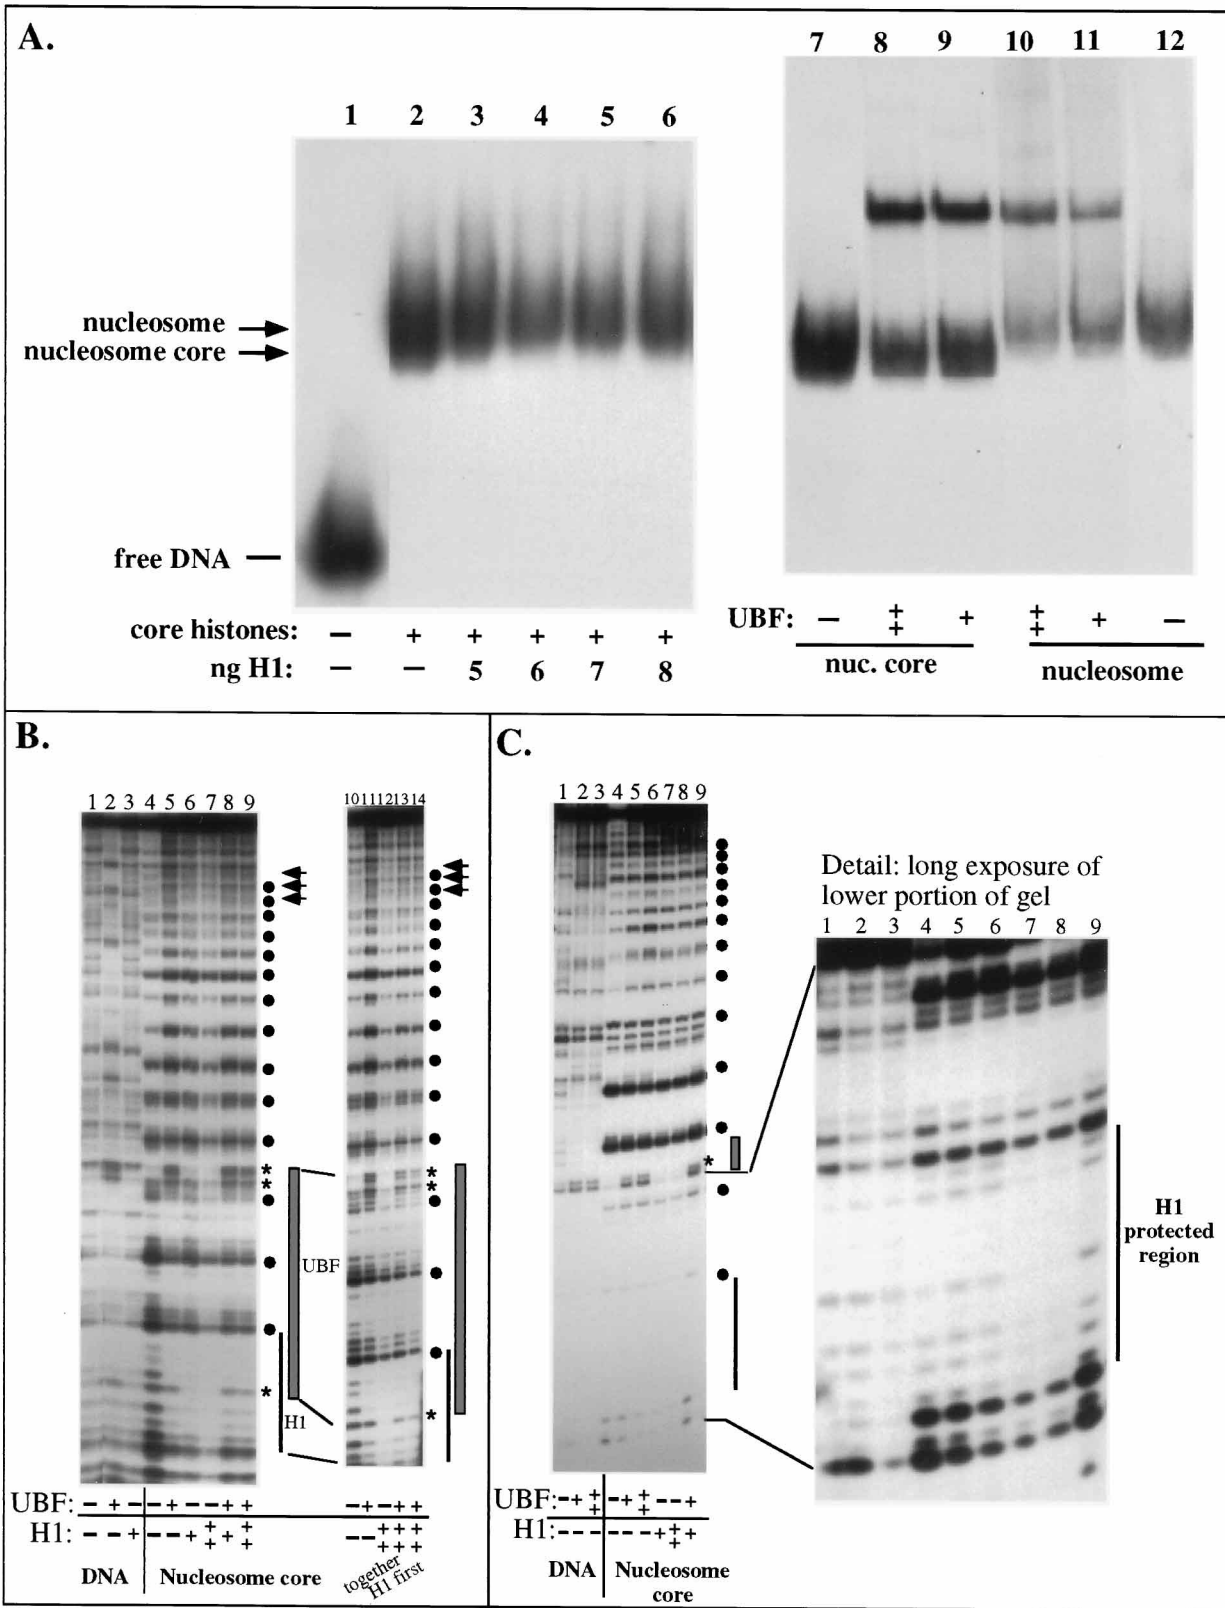 A.
1 2 3 4 5 6
7 8 9 10 11 12
nucleosome
nucleosome core
free DNA
core histones: – + + + + +
ng H1: – – 5 6 7 8
UBF: – ++ + ++ + –
nuc. core nucleosome
B.
1 2 3 4 5 6 7 8 9
10 11 12 13 14
*
*
UBF
*
H1
*
*
*
UBF: – + – – + – – + + – + – + +
H1: – – + – – + ++ + ++ – – ++ ++ ++
DNA Nucleosome core
together
H1 first
C.
1 2 3 4 5 6 7 8 9
*
Detail: long exposure of
lower portion of gel
1 2 3 4 5 6 7 8 9
H1
protected
region
UBF: – + ++ – + ++ – – +
H1: – – – – – – + ++ +
DNA Nucleosome
core